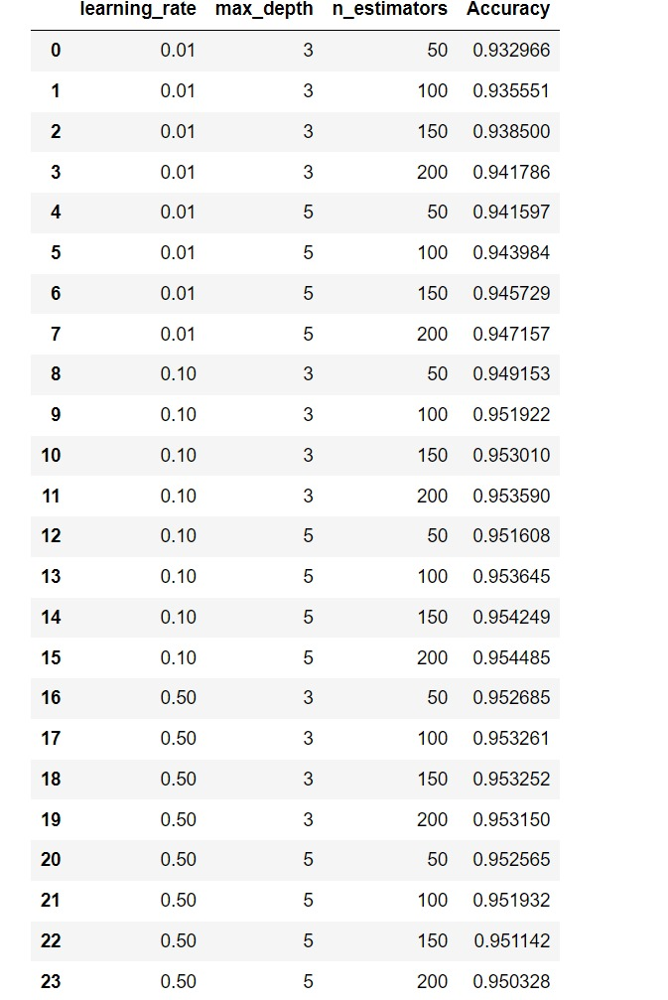 learning_rate max_depth n_estimators Accuracy
0 0.01 3 50 0.932966
1 0.01 3 100 0.935551
2 0.01 3 150 0.938500
3 0.01 3 200 0.941786
4 0.01 5 50 0.941597
5 0.01 5 100 0.943984
6 0.01 5 150 0.945729
7 0.01 5 200 0.947157
8 0.10 3 50 0.949153
9 0.10 3 100 0.951922
10 0.10 3 150 0.953010
11 0.10 3 200 0.953590
12 0.10 5 50 0.951608
13 0.10 5 100 0.953645
14 0.10 5 150 0.954249
15 0.10 5 200 0.954485
16 0.50 3 50 0.952685
17 0.50 3 100 0.953261
18 0.50 3 150 0.953252
19 0.50 3 200 0.953150
20 0.50 5 50 0.952565
21 0.50 5 100 0.951932
22 0.50 5 150 0.951142
23 0.50 5 200 0.950328